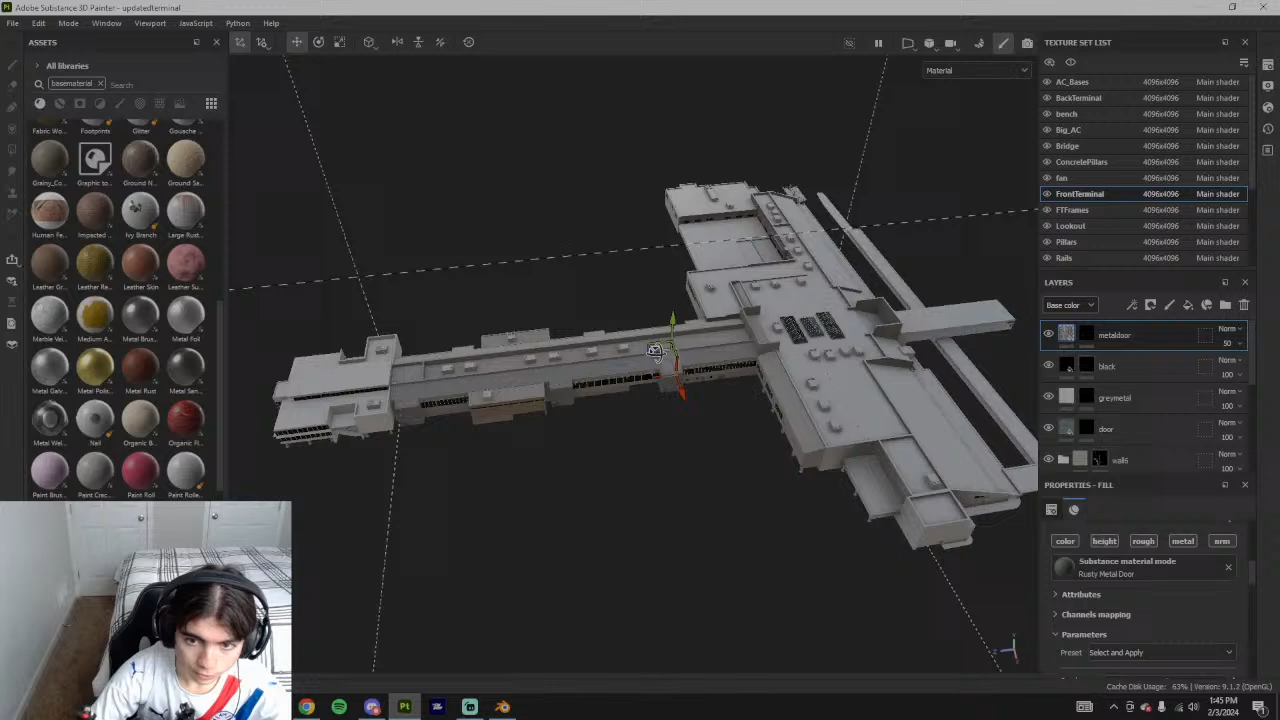 Adobe Substance 3D Painter - updatedterminal
File Edit Mode Window Viewport JavaScript Python Help
ASSETS
All libraries
basematerial Search
Fabric Wo... Footprints Glitter Gouache ...
Grainy_Co... Graphic to... Ground N... Ground Sa...
Human Fe... Impacted ... Ivy Branch Large Rust...
Leather Gr... Leather Re... Leather Skin Leather Su...
Marble Vei... Medium A... Metal Brus... Metal Foil
Metal Galv... Metal Polis... Metal Rust Metal San...
Metal Wel... Nail Organic B... Organic Fl...
Paint Brus... Paint Crac... Paint Roll Paint Rolle...
Material
TEXTURE SET LIST
AC_Bases 4096x4096 Main shader
BackTerminal 4096x4096 Main shader
bench 4096x4096 Main shader
Big_AC 4096x4096 Main shader
Bridge 4096x4096 Main shader
ConcretePillars 4096x4096 Main shader
fan 4096x4096 Main shader
FrontTerminal 4096x4096 Main shader
FTFrames 4096x4096 Main shader
Lookout 4096x4096 Main shader
Pillars 4096x4096 Main shader
Rails 4096x4096 Main shader
LAYERS
Base color
metaldoor Norm
50
black Norm
100
greymetal Norm
100
door Norm
100
walls Norm
100
PROPERTIES - FILL
color height rough metal nrm
Substance material mode
Rusty Metal Door
Attributes
Channels mapping
Parameters
Preset Select and Apply
Cache Disk Usage: 63% | Version: 9.1.2 (OpenGL)
Pt
1:45 PM
2/3/2024